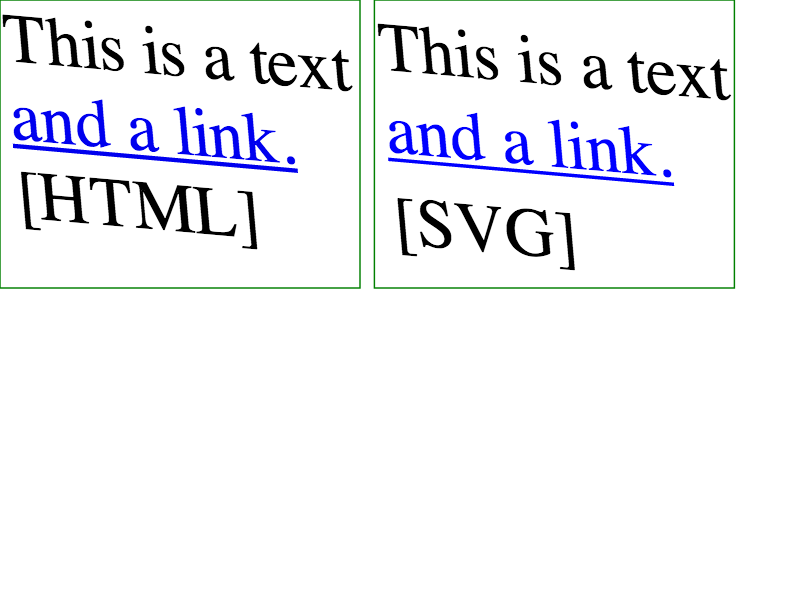 This is a text
and a link.
[HTML]
This is a text
and a link.
[SVG]